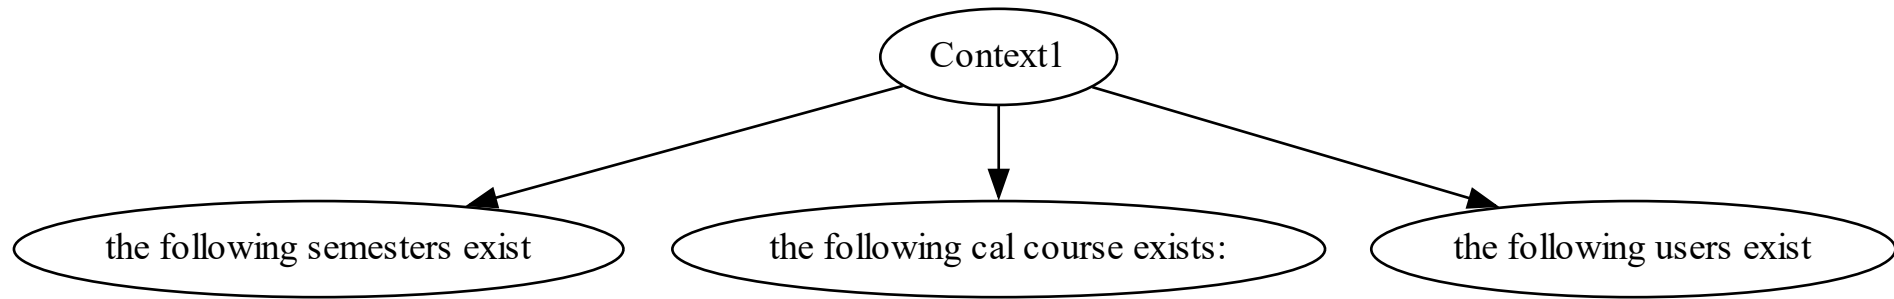 Context1
the following semesters exist
the following cal course exists:
the following users exist